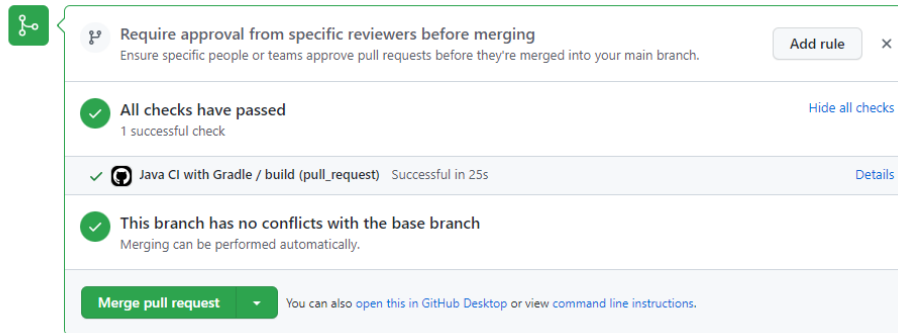 Require approval from specific reviewers before merging
Add rule
Ensure specific people or teams approve pull requests before they're merged into your main branch.
All checks have passed
Hide all checks
1 successful check
Java CI with Gradle / build (pull_request) Successful in 25s
Details
This branch has no conflicts with the base branch
Merging can be performed automatically.
Merge pull request
You can also open this in GitHub Desktop or view command line instructions.